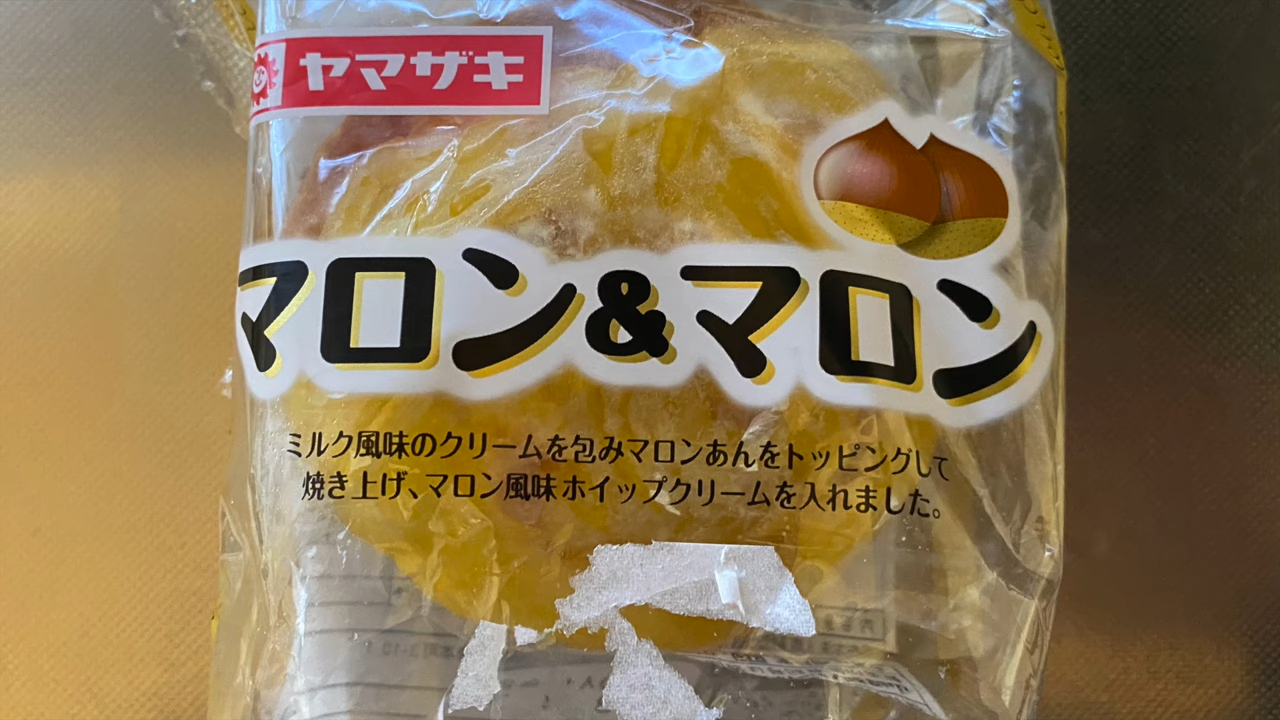 ヤマザキ
マロン&マロン
ミルク風味のクリームを包みマロンあんをトッピングして
焼き上げ、マロン風味ホイップクリームを入れました。